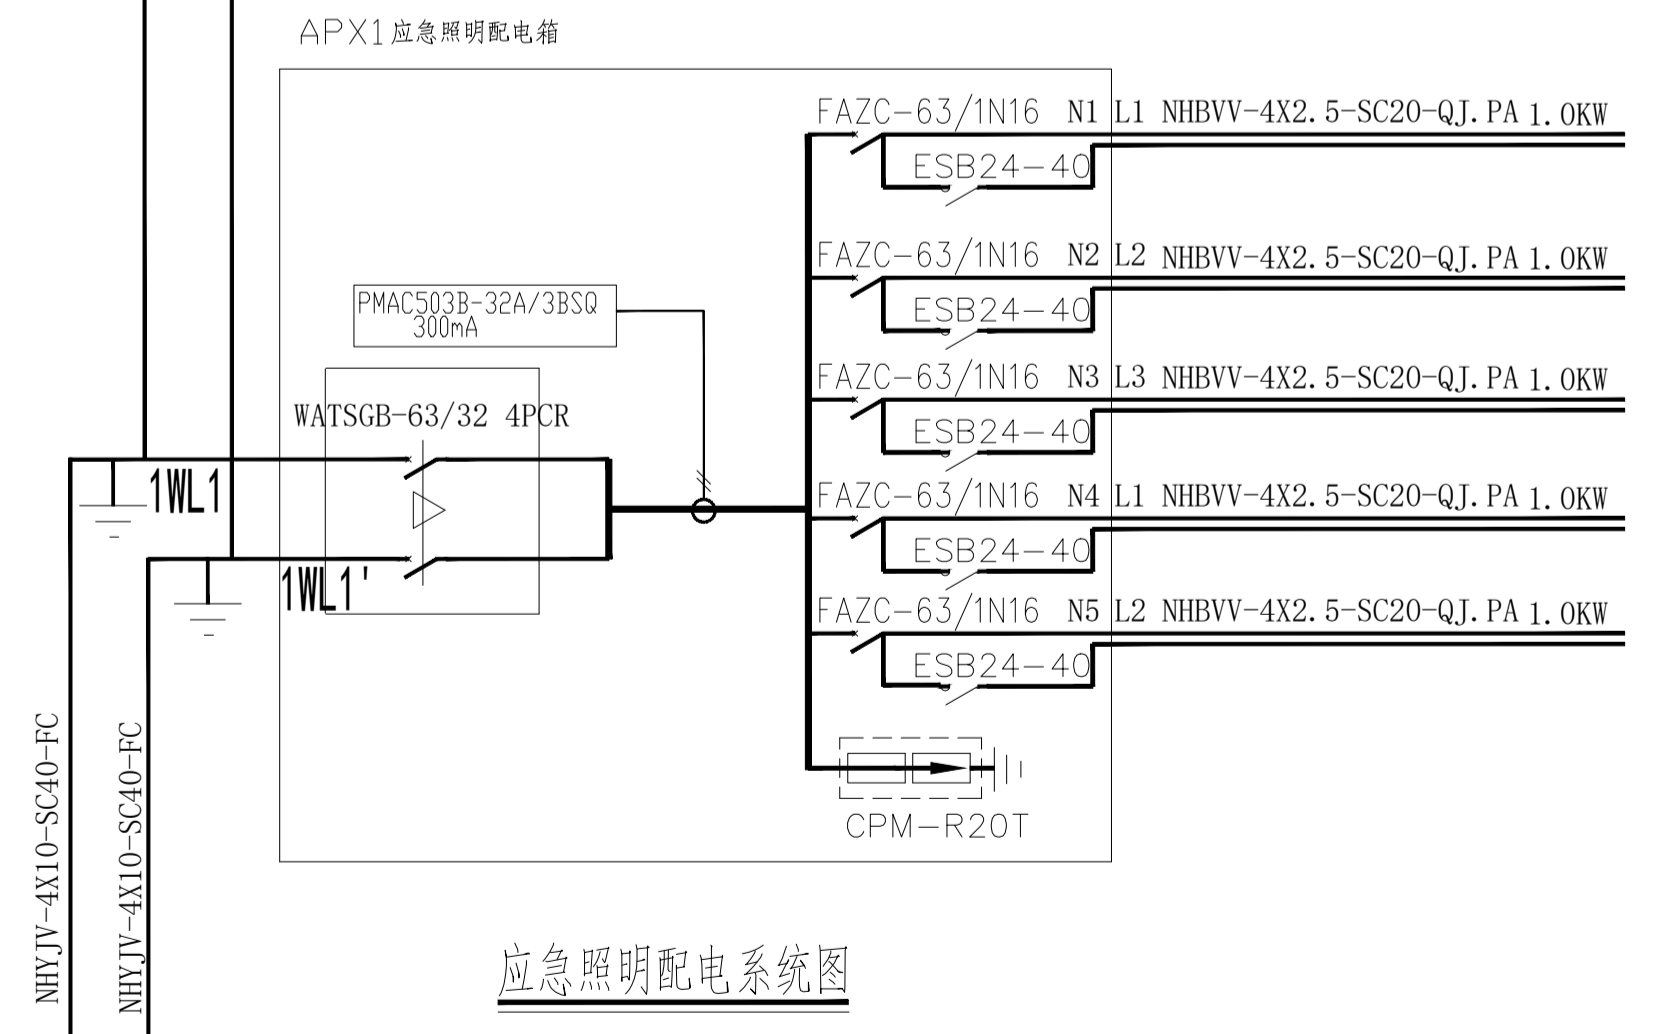 APX1应急照明配电箱
FAZC-63/1N16 N1 L1 NHBVV-4X2.5-SC20-QJ.PA 1.0KW
ESB24-40
FAZC-63/1N16 N2 L2 NHBVV-4X2.5-SC20-QJ.PA 1.0KW
ESB24-40
PMAC503B-32A/3BSQ
300mA
FAZC-63/1N16 N3 L3 NHBVV-4X2.5-SC20-QJ.PA 1.0KW
ESB24-40
WATSGB-63/32 4PCR
1WL1
FAZC-63/1N16 N4 L1 NHBVV-4X2.5-SC20-QJ.PA 1.0KW
ESB24-40
1WL1'
FAZC-63/1N16 N5 L2 NHBVV-4X2.5-SC20-QJ.PA 1.0KW
ESB24-40
CPM-R20T
NHYJV-4X10-SC40-FC
NHYJV-4X10-SC40-FC
应急照明配电系统图